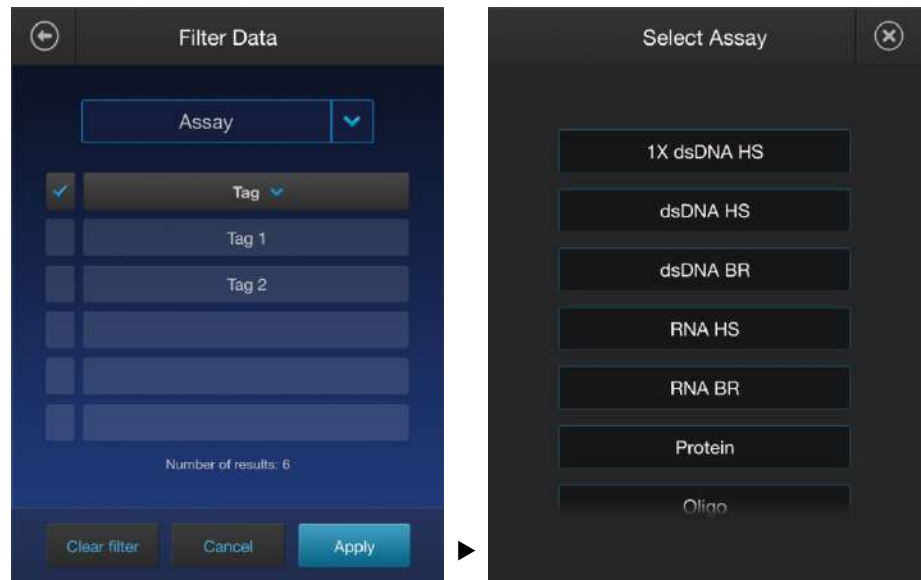 Filter Data
Assay
Tag
Tag 1
Tag 2
Number of results: 6
Clear filter
Cancel
Apply
Select Assay
1X dsDNA HS
dsDNA HS
dsDNA BR
RNA HS
RNA BR
Protein
Oligo